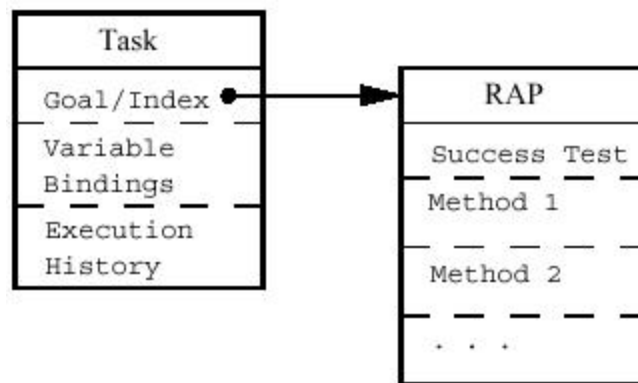 Task
Goal/Index
Variable
Bindings
Execution
History
RAP
Success Test
Method 1
Method 2
. . .